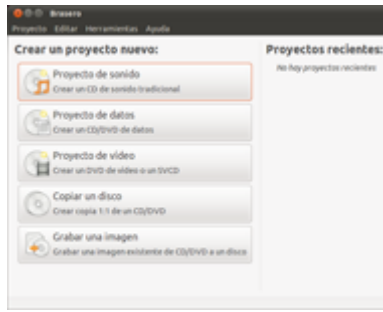 Brasero
Proyecto Editar Herramientas Ayuda
Crear un proyecto nuevo:
Proyecto de sonido
Crear un CD de sonido tradicional
Proyecto de datos
Crear un CD/DVD de datos
Proyecto de vídeo
Crear un DVD de vídeo o un SVCD
Copiar un disco
Crear copia 1:1 de un CD/DVD
Grabar una imagen
Grabar una imagen existente de CD/DVD a un disco
Proyectos recientes:
No hay proyectos recientes